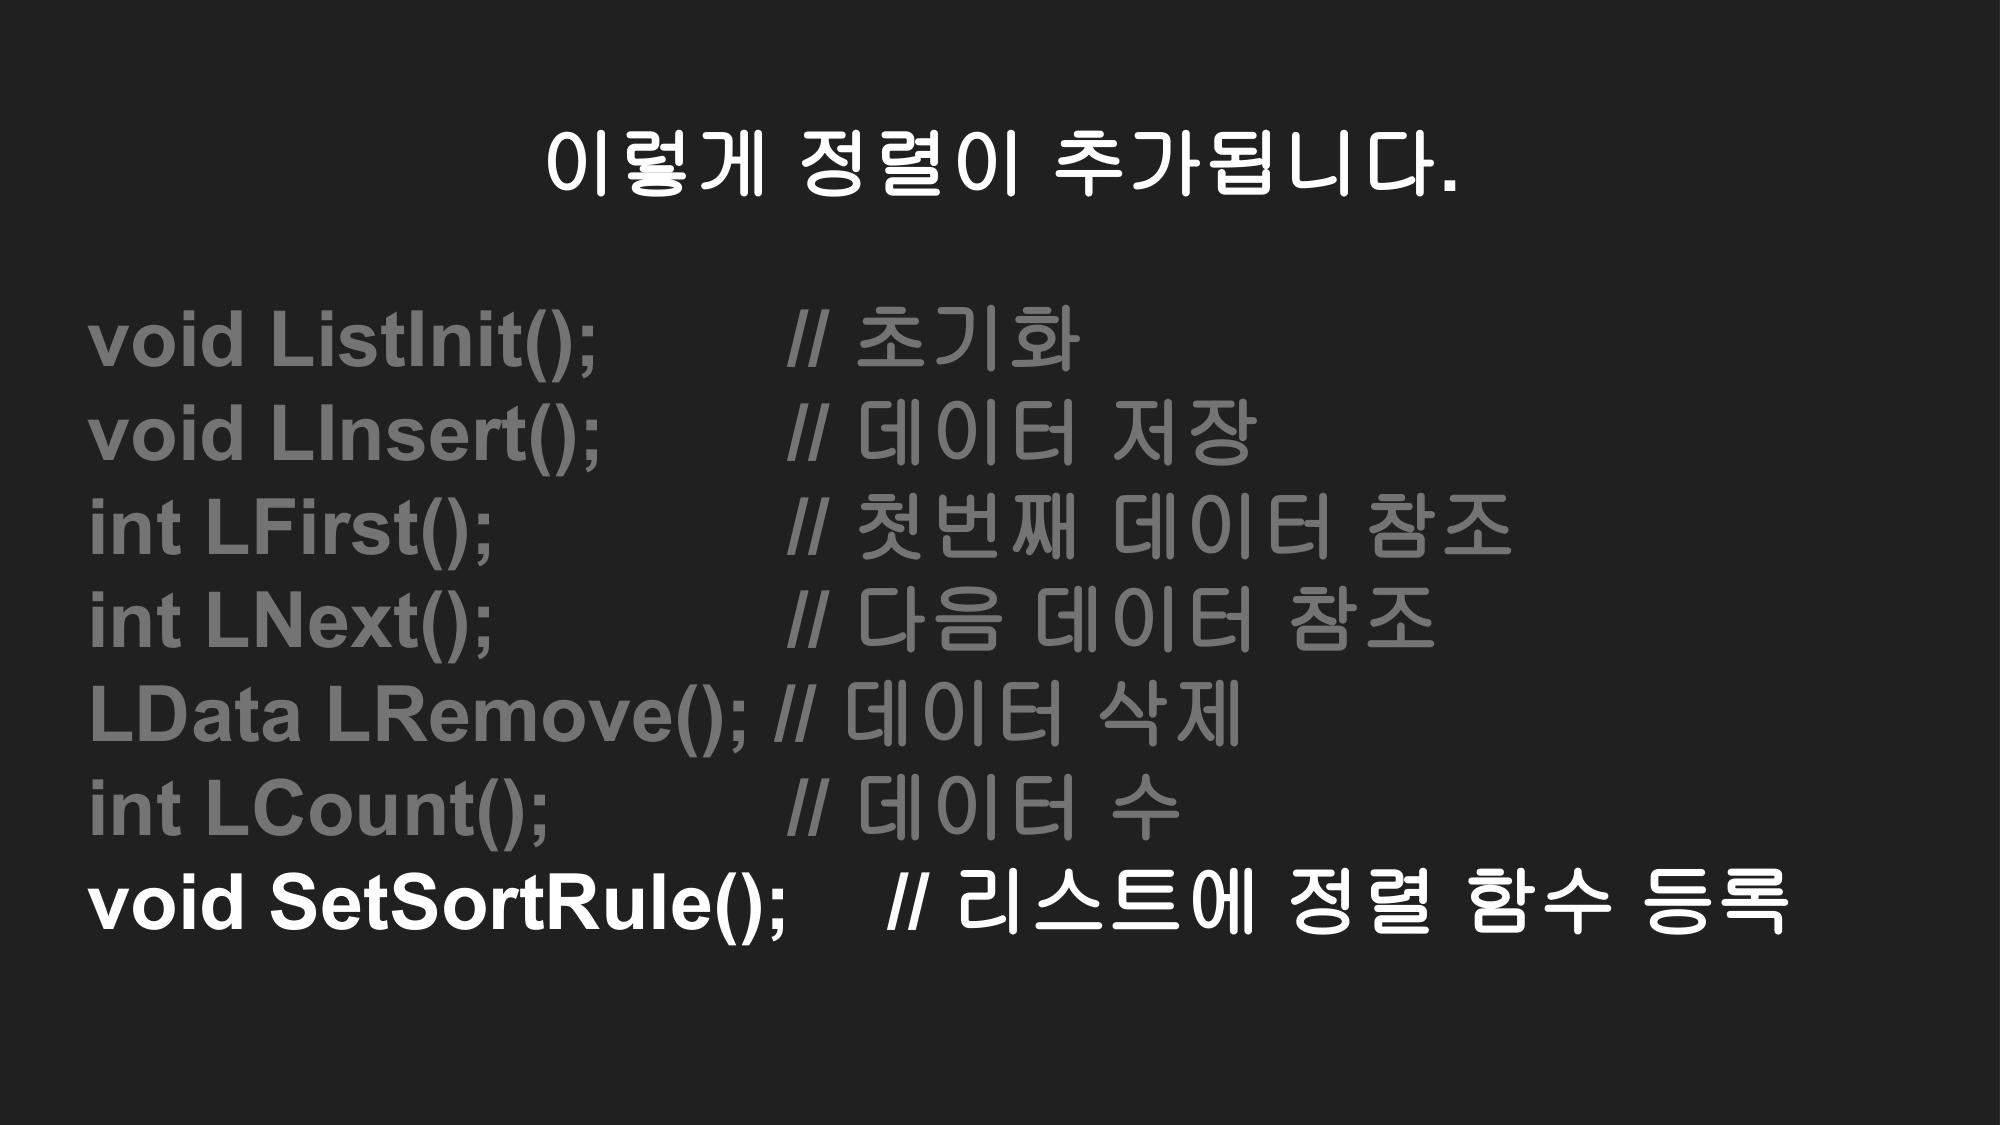 이렇게 정렬이 추가됩니다.
void ListInit(); // 초기화
void LInsert(); // 데이터 저장
int LFirst(); // 첫번째 데이터 참조
int LNext(); // 다음 데이터 참조
LData LRemove(); // 데이터 삭제
int LCount(); // 데이터 수
void SetSortRule(); // 리스트에 정렬 함수 등록